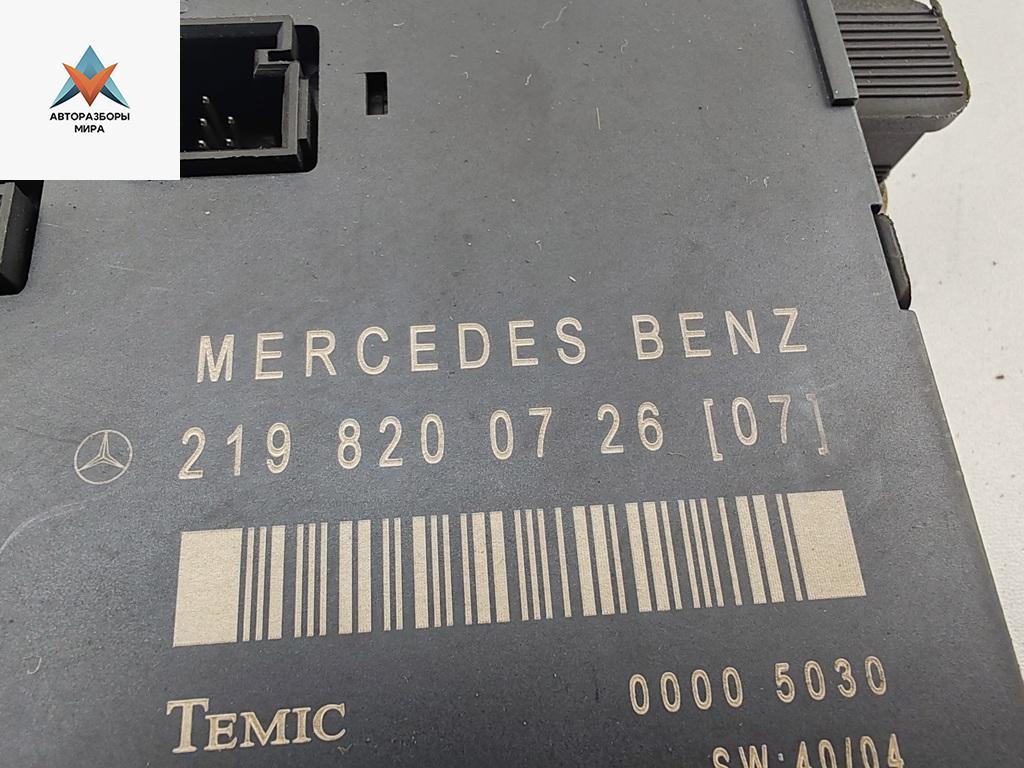 АВТОРАЗБОРЫ
МИРА
MERCEDES BENZ
219 820 07 26 [07]
TEMIC
0000 5030
SW:40/04